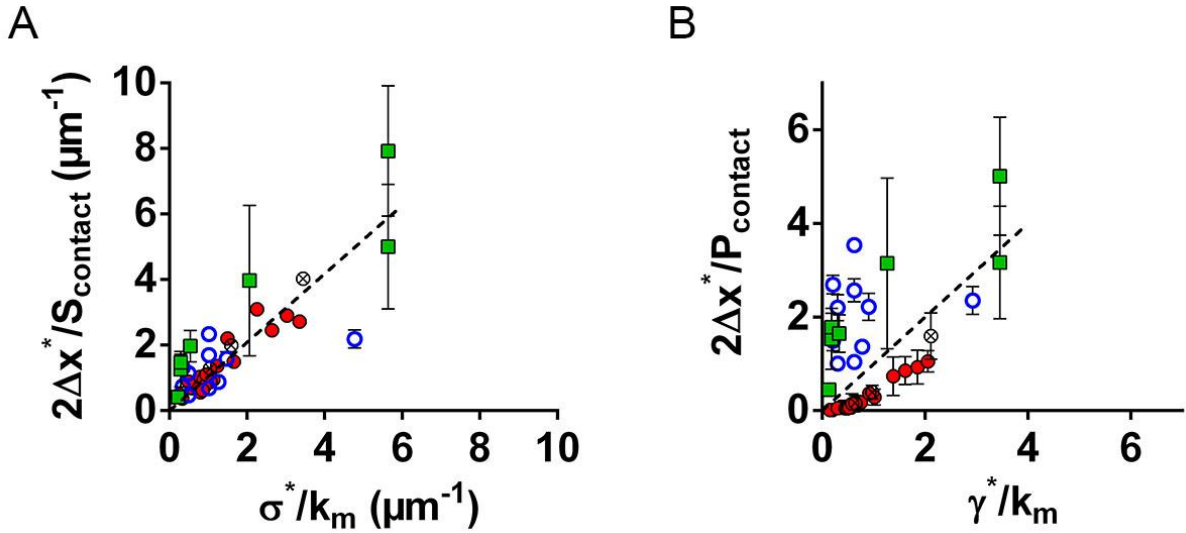 A
2Δx*/Scontact (µm-1)
10
8
6
4
2
0
0 2 4 6 8 10
σ*/km (µm-1)
B
2Δx*/Pcontact
6
4
2
0
0 2 4 6
γ*/km